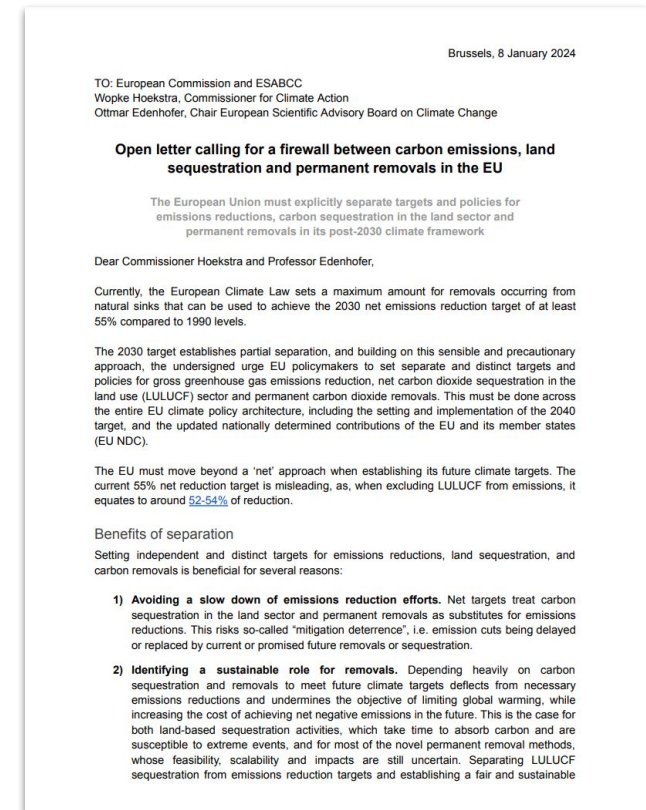 Brussels, 8 January 2024
TO: European Commission and ESABCC
Wopke Hoekstra, Commissioner for Climate Action
Ottmar Edenhofer, Chair European Scientific Advisory Board on Climate Change
Open letter calling for a firewall between carbon emissions, land
sequestration and permanent removals in the EU
The European Union must explicitly separate targets and policies for
emissions reductions, carbon sequestration in the land sector and
permanent removals in its post-2030 climate framework
Dear Commissioner Hoekstra and Professor Edenhofer,
Currently, the European Climate Law sets a maximum amount for removals occurring from
natural sinks that can be used to achieve the 2030 net emissions reduction target of at least
55% compared to 1990 levels.
The 2030 target establishes partial separation, and building on this sensible and precautionary
approach, the undersigned urge EU policymakers to set separate and distinct targets and
policies for gross greenhouse gas emissions reduction, net carbon dioxide sequestration in the
land use (LULUCF) sector and permanent carbon dioxide removals. This must be done across
the entire EU climate policy architecture, including the setting and implementation of the 2040
target, and the updated nationally determined contributions of the EU and its member states
(EU NDC).
The EU must move beyond a ‘net’ approach when establishing its future climate targets. The
current 55% net reduction target is misleading, as, when excluding LULUCF from emissions, it
equates to around 52-54% of reduction.
Benefits of separation
Setting independent and distinct targets for emissions reductions, land sequestration, and
carbon removals is beneficial for several reasons:
1) Avoiding a slow down of emissions reduction efforts. Net targets treat carbon
sequestration in the land sector and permanent removals as substitutes for emissions
reductions. This risks so-called “mitigation deterrence”, i.e. emission cuts being delayed
or replaced by current or promised future removals or sequestration.
2) Identifying a sustainable role for removals. Depending heavily on carbon
sequestration and removals to meet future climate targets deflects from necessary
emissions reductions and undermines the objective of limiting global warming, while
increasing the cost of achieving net negative emissions in the future. This is the case for
both land-based sequestration activities, which take time to absorb carbon and are
susceptible to extreme events, and for most of the novel permanent removal methods,
whose feasibility, scalability and impacts are still uncertain. Separating LULUCF
sequestration from emissions reduction targets and establishing a fair and sustainable